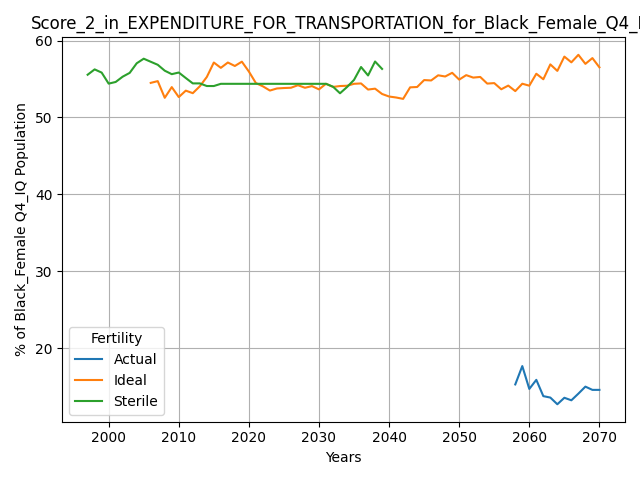 Score_2_in_EXPENDITURE_FOR_TRANSPORTATION_for_Black_Female_Q4_I
60
50
40
30
20
% of Black_Female Q4_IQ Population
Fertility
Actual
Ideal
Sterile
2000 2010 2020 2030 2040 2050 2060 2070
Years